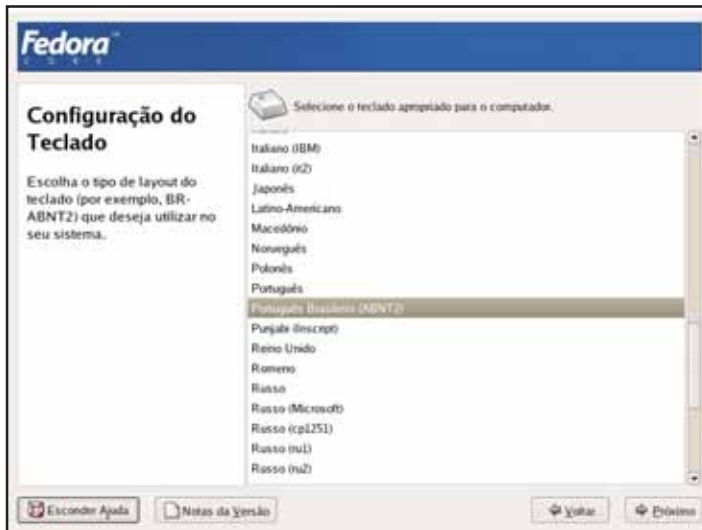 Fedora™
CORE
Configuração do
Teclado
Escolha o tipo de layout do
teclado (por exemplo, BR-
ABNT2) que deseja utilizar no
seu sistema.
Selecione o teclado apropriado para o computador.
Italiano (IBM)
Italiano (it2)
Japonês
Latino-Americano
Macedônio
Norueguês
Polonês
Português
Português Brasileiro (ABNT2)
Punjabi (Inscript)
Reino Unido
Romeno
Russo
Russo (Microsoft)
Russo (cp1251)
Russo (ru1)
Russo (ru2)
Esconder Ajuda
Notas da Versão
Voltar
Próximo